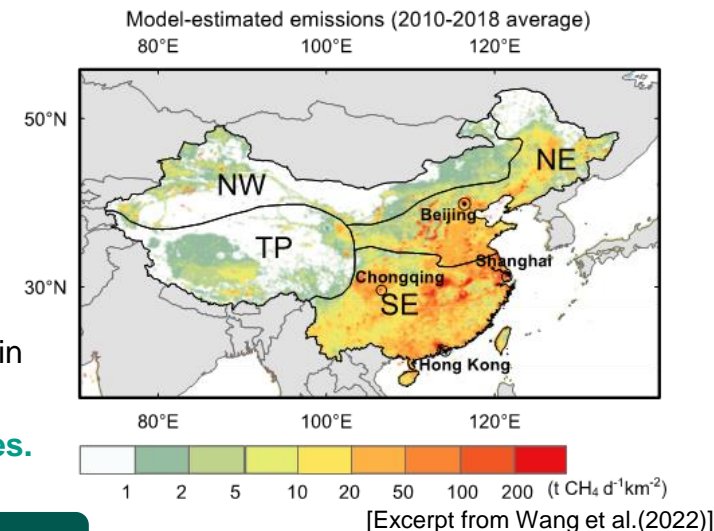 Model-estimated emissions (2010-2018 average)
80°E 100°E 120°E
50°N
NE
NW
Beijing
TP
Shanghai
Chongqing
30°N
SE
in
Hong Kong
80°E 100°E 120°E
es.
1 2 5 10 20 50 100 200 (t CH₄ d⁻¹km⁻²)
[Excerpt from Wang et al.(2022)]